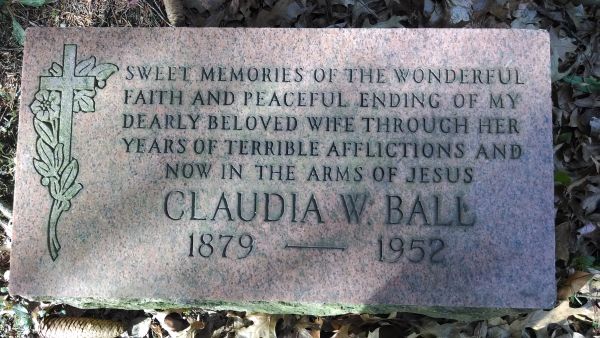 SWEET MEMORIES OF THE WONDERFUL
FAITH AND PEACEFUL ENDING OF MY
DEARLY BELOVED WIFE THROUGH HER
YEARS OF TERRIBLE AFFLICTIONS AND
NOW IN THE ARMS OF JESUS
CLAUDIA W. BALL
1879 — 1952